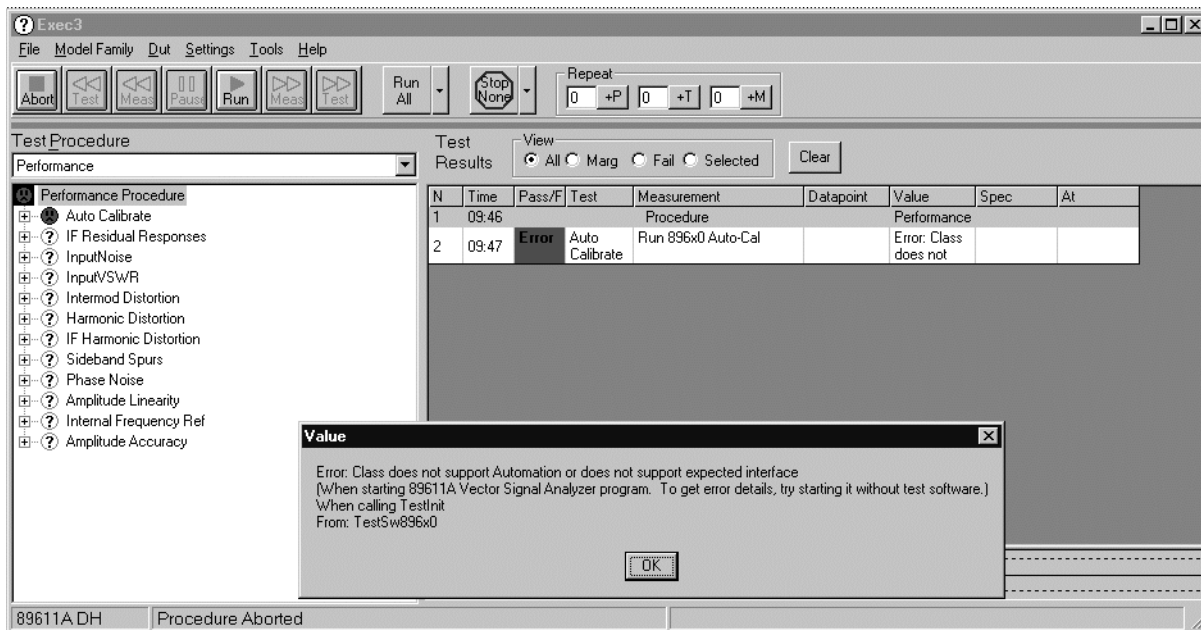 Exec3
File Model Family Dut Settings Tools Help
Abort Test Meas Pause Run Meas Test Run All Stop None Repeat 0 +P 0 +T 0 +M
Test Procedure
Performance
Test Results View All Marg Fail Selected Clear
Performance Procedure
Auto Calibrate
IF Residual Responses
InputNoise
InputVSWR
Intermod Distortion
Harmonic Distortion
IF Harmonic Distortion
Sideband Spurs
Phase Noise
Amplitude Linearity
Internal Frequency Ref
Amplitude Accuracy
N Time Pass/F Test Measurement Datapoint Value Spec At
1 09:46 Procedure Performance
2 09:47 Error Auto Calibrate Run 896x0 Auto-Cal Error: Class does not
Value
Error: Class does not support Automation or does not support expected interface
(When starting 89611A Vector Signal Analyzer program. To get error details, try starting it without test software.)
When calling TestInit
From: TestSw896x0
OK
89611A DH Procedure Aborted